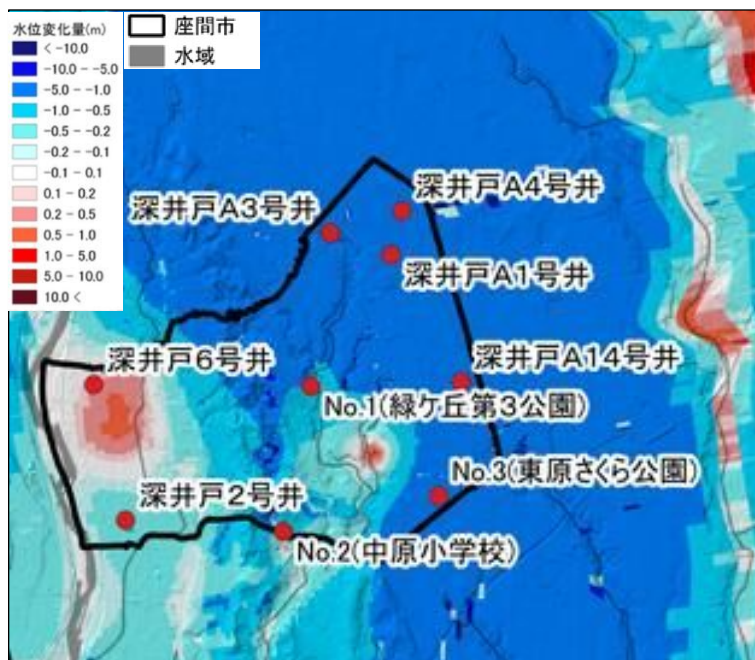 水位変化量(m)
< -10.0
-10.0 - -5.0
-5.0 - -1.0
-1.0 - -0.5
-0.5 - -0.2
-0.2 - -0.1
-0.1 - 0.1
0.1 - 0.2
0.2 - 0.5
0.5 - 1.0
1.0 - 5.0
5.0 - 10.0
10.0 <
座間市
水域
深井戸A4号井
深井戸A3号井
深井戸A1号井
深井戸6号井
深井戸A14号井
No.1(緑ケ丘第3公園)
No.3(東原さくら公園)
深井戸2号井
No.2(中原小学校)